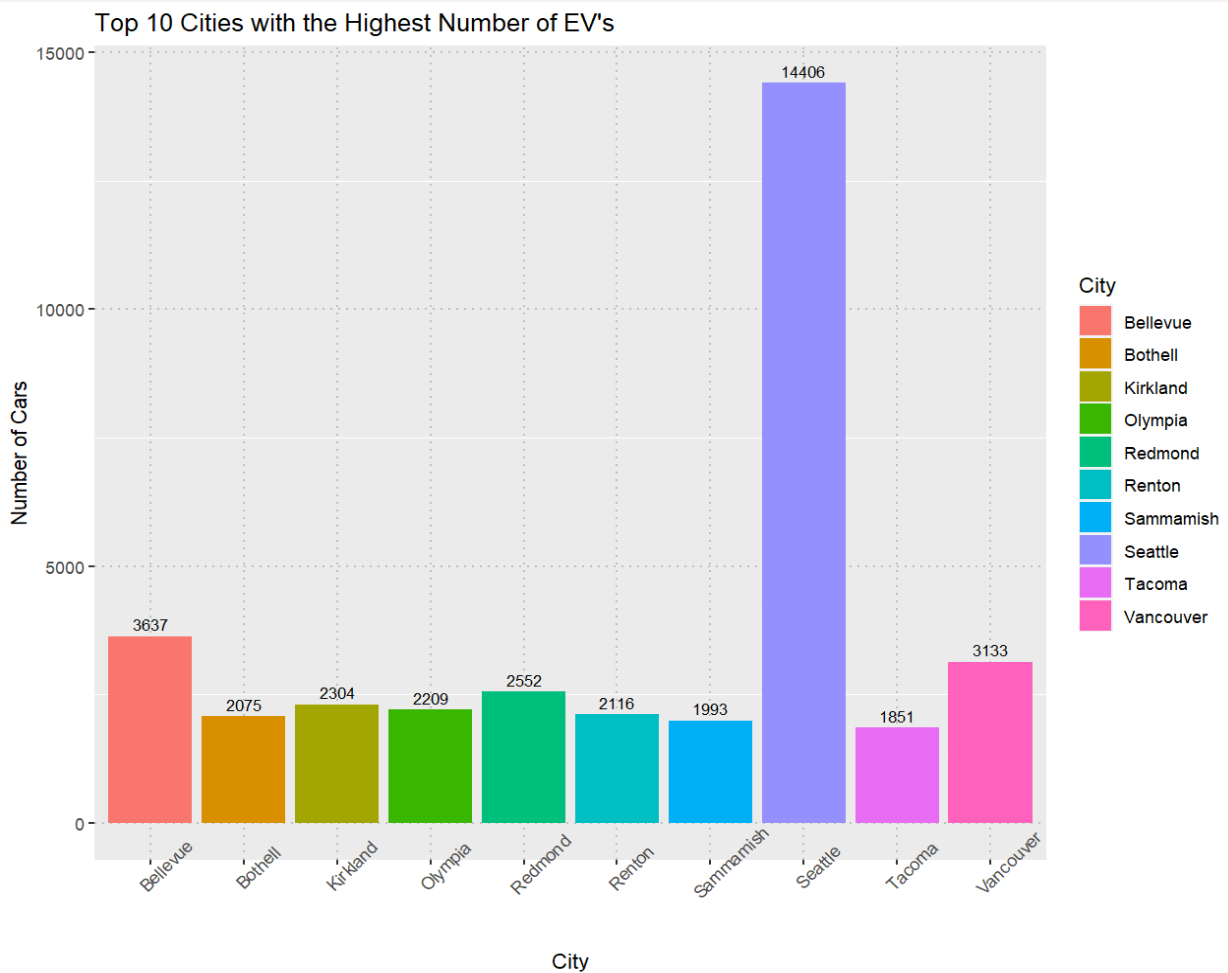 Top 10 Cities with the Highest Number of EV's
Number of Cars
15000
10000
5000
0
3637
2075
2304
2209
2552
2116
1993
14406
1851
3133
Bellevue
Bothell
Kirkland
Olympia
Redmond
Renton
Sammamish
Seattle
Tacoma
Vancouver
City
City
Bellevue
Bothell
Kirkland
Olympia
Redmond
Renton
Sammamish
Seattle
Tacoma
Vancouver